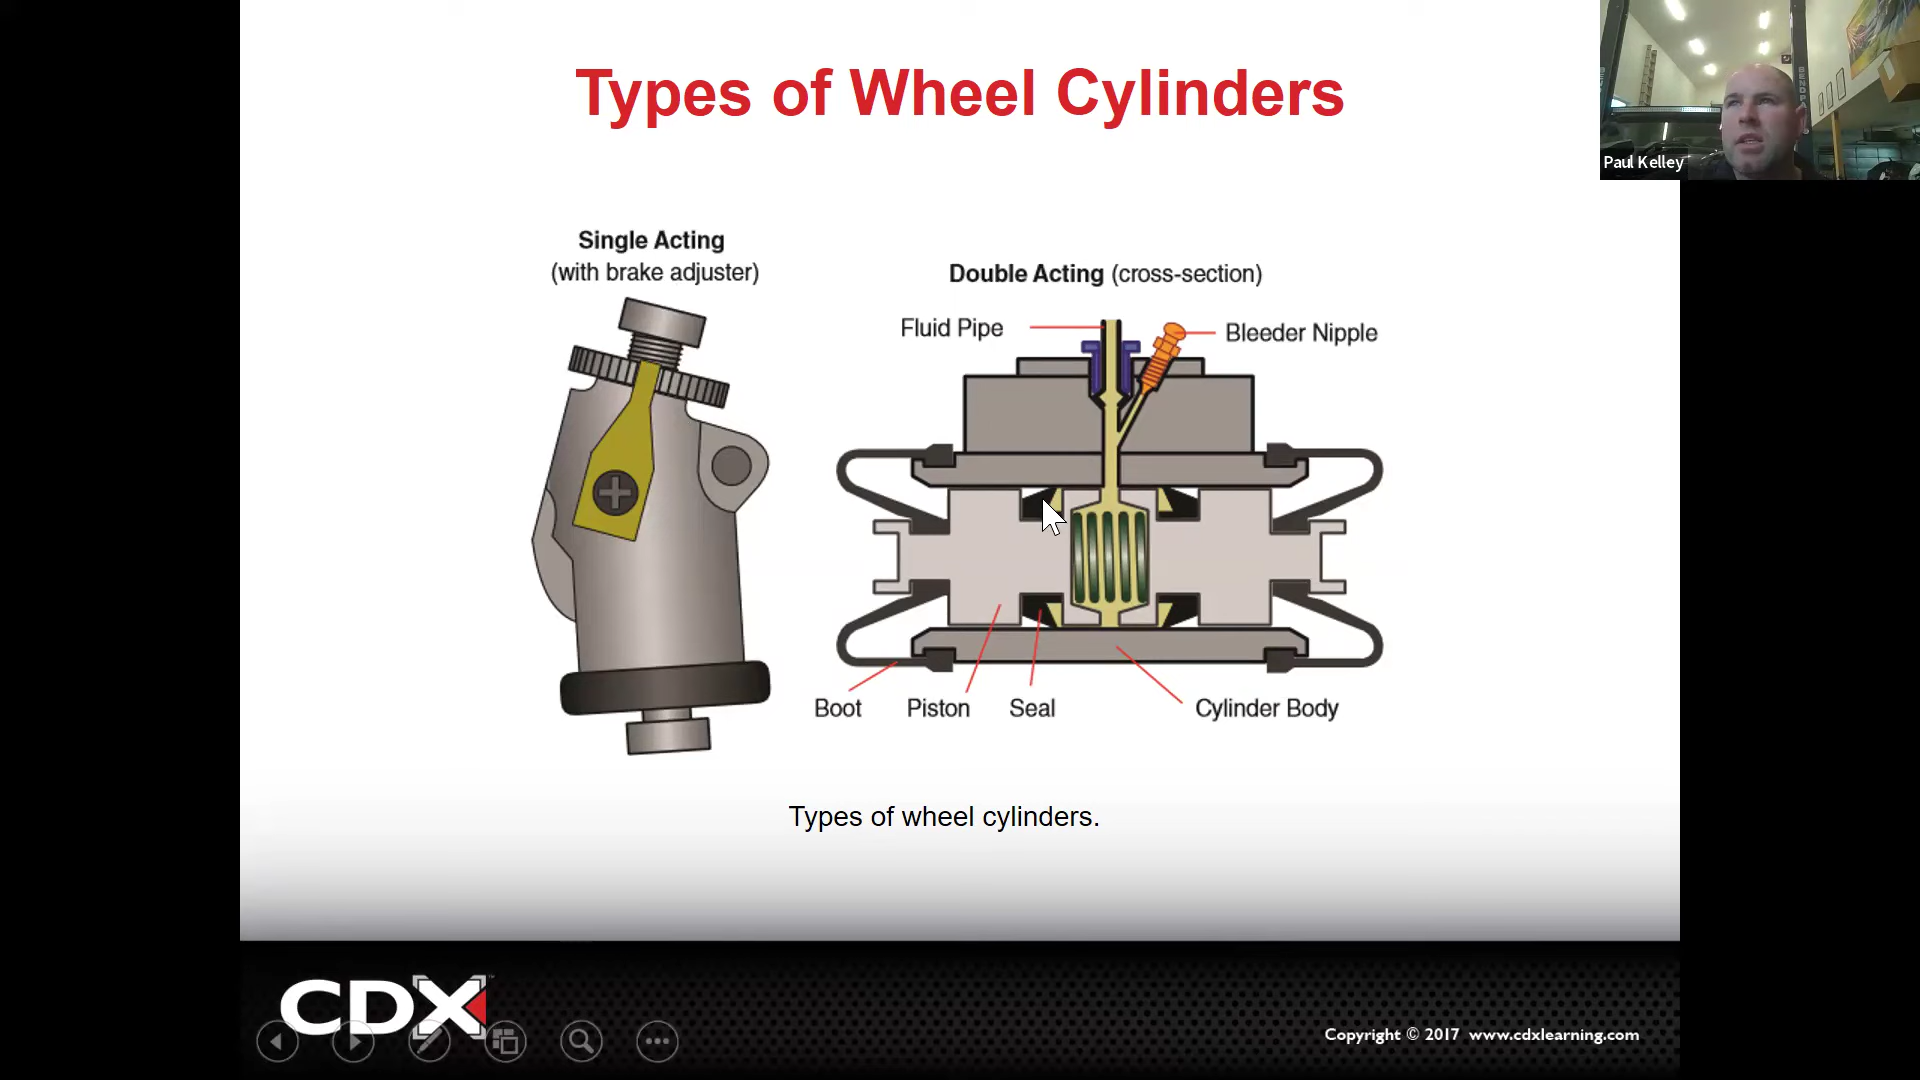 Types of Wheel Cylinders
Paul Kelley
Single Acting
(with brake adjuster)
Double Acting (cross-section)
Fluid Pipe
Bleeder Nipple
Boot
Piston
Seal
Cylinder Body
Types of wheel cylinders.
CDX
Copyright © 2017 www.cdxlearning.com